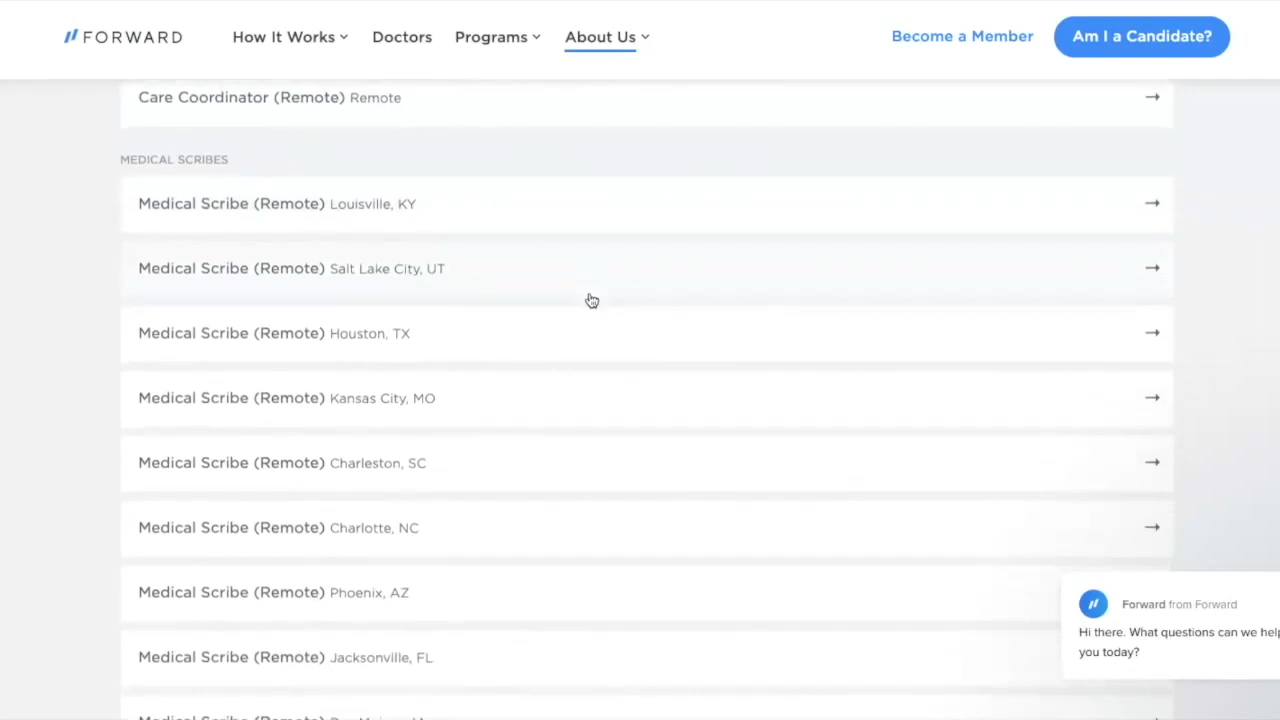 FORWARD How It Works Doctors Programs About Us Become a Member Am I a Candidate?
Care Coordinator (Remote) Remote
MEDICAL SCRIBES
Medical Scribe (Remote) Louisville, KY
Medical Scribe (Remote) Salt Lake City, UT
Medical Scribe (Remote) Houston, TX
Medical Scribe (Remote) Kansas City, MO
Medical Scribe (Remote) Charleston, SC
Medical Scribe (Remote) Charlotte, NC
Medical Scribe (Remote) Phoenix, AZ
Forward from Forward
Hi there. What questions can we help
you today?
Medical Scribe (Remote) Jacksonville, FL
Medical Scribe (Remote)